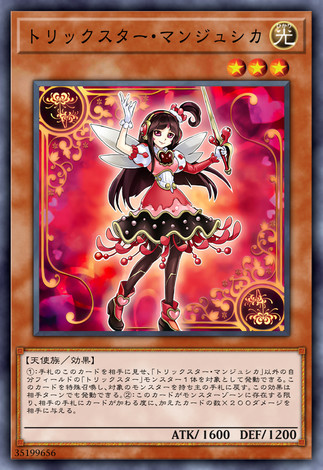 トリックスター・マンジュシカ
光
【天使族／効果】
①：手札のこのカードを相手に見せ、「トリックスター・マンジュシカ」以外の自
分フィールドの「トリックスター」モンスター１体を対象として発動できる。こ
のカードを特殊召喚し、対象のモンスターを持ち主の手札に戻す。この効果は
相手ターンでも発動できる。②：このカードがモンスターゾーンに存在する限
り、相手の手札にカードが加わる度に、加えたカードの数×２００ダメージを
相手に与える。
ATK/ 1600 DEF/ 1200
35199656